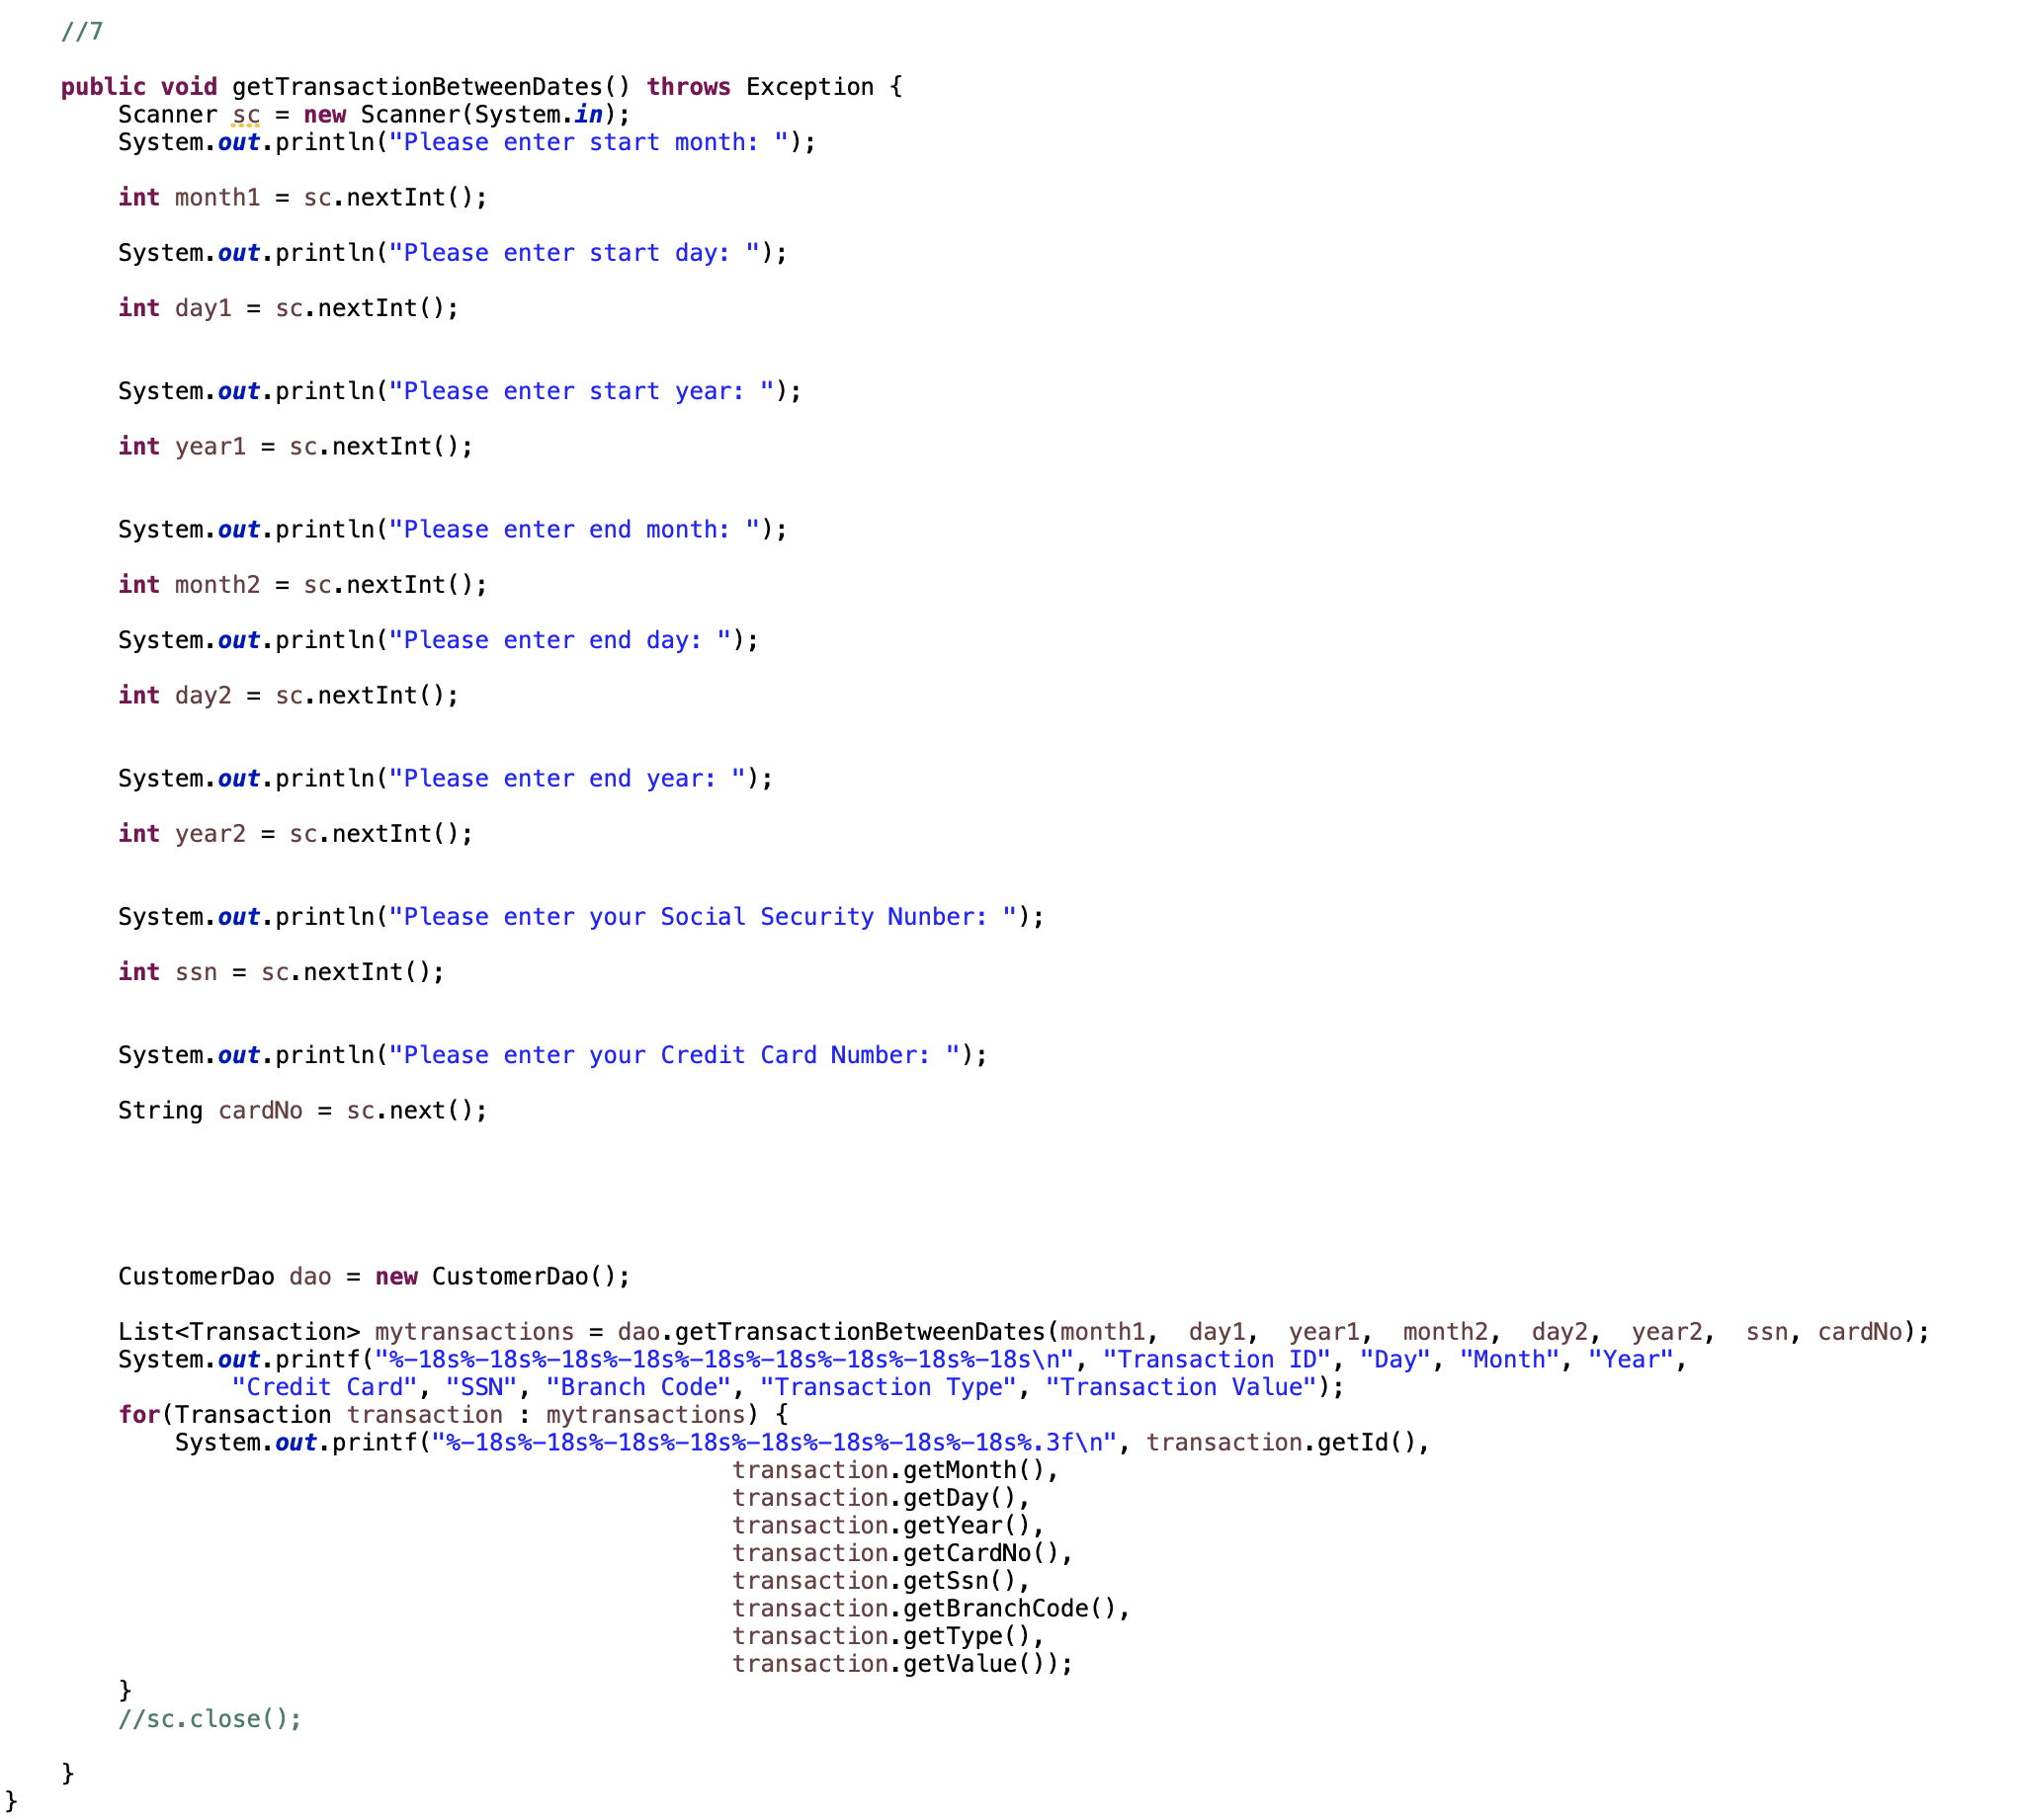 //7
public void getTransactionBetweenDates() throws Exception {
Scanner sc = new Scanner(System.in);
System.out.println("Please enter start month: ");
int month1 = sc.nextInt();
System.out.println("Please enter start day: ");
int day1 = sc.nextInt();
System.out.println("Please enter start year: ");
int year1 = sc.nextInt();
System.out.println("Please enter end month: ");
int month2 = sc.nextInt();
System.out.println("Please enter end day: ");
int day2 = sc.nextInt();
System.out.println("Please enter end year: ");
int year2 = sc.nextInt();
System.out.println("Please enter your Social Security Nunber: ");
int ssn = sc.nextInt();
System.out.println("Please enter your Credit Card Number: ");
String cardNo = sc.next();
CustomerDao dao = new CustomerDao();
List<Transaction> mytransactions = dao.getTransactionBetweenDates(month1,  day1,  year1,  month2,  day2,  year2,  ssn, cardNo);
System.out.printf("%-18s%-18s%-18s%-18s%-18s%-18s%-18s%-18s%-18s\n", "Transaction ID", "Day", "Month", "Year",
"Credit Card", "SSN", "Branch Code", "Transaction Type", "Transaction Value");
for(Transaction transaction : mytransactions) {
System.out.printf("%-18s%-18s%-18s%-18s%-18s%-18s%-18s%-18s%.3f\n", transaction.getId(),
transaction.getMonth(),
transaction.getDay(),
transaction.getYear(),
transaction.getCardNo(),
transaction.getSsn(),
transaction.getBranchCode(),
transaction.getType(),
transaction.getValue());
}
//sc.close();
}
}